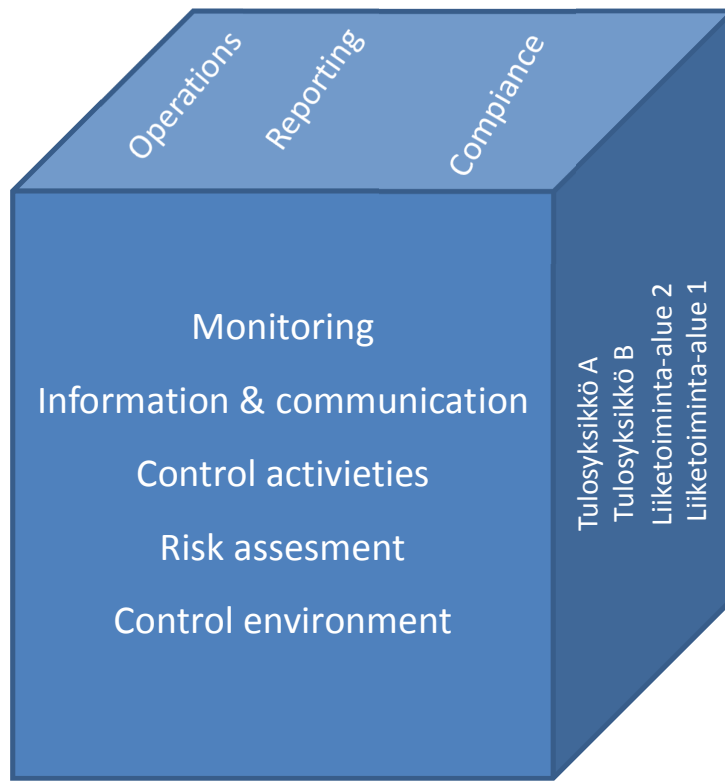 Operations
Reporting
Compiance
Monitoring
Information & communication
Control activieties
Risk assesment
Control environment
Tulosyksikkö A
Tulosyksikkö B
Liiketoiminta-alue 2
Liiketoiminta-alue 1